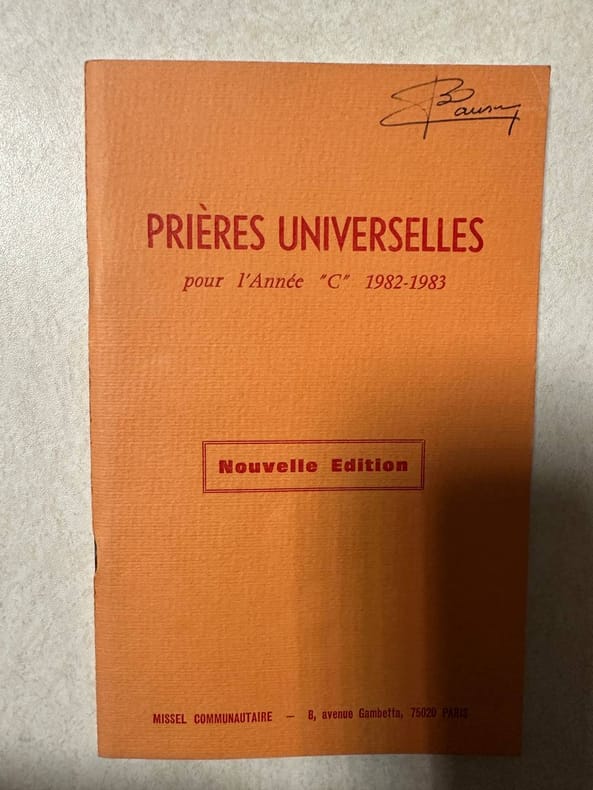 PRIÈRES UNIVERSELLES
pour l'Année "C" 1982-1983
Nouvelle Edition
MISSEL COMMUNAUTAIRE — 8, avenue Gambetta, 75020 PARIS